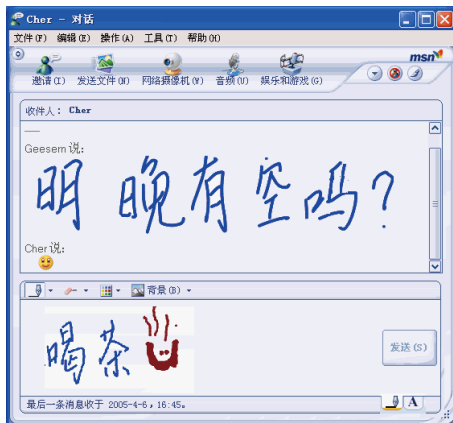 Cher - 对话
文件(F) 编辑(E) 操作(A) 工具(T) 帮助(H)
msn
邀请(I) 发送文件(N) 网络摄像机(W) 音频(U) 娱乐和游戏(G)
收件人: Cher
Geesem 说:
明晚有空吗?
Cher 说:
背景(B)
喝茶
发送(S)
最后一条消息收于 2005-4-6，16:45。
A